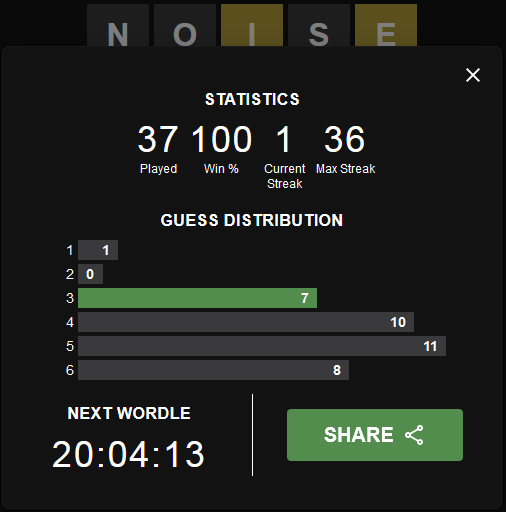 N O I S E
STATISTICS
37 100 1 36
Played Win % Current Streak Max Streak
GUESS DISTRIBUTION
1 1
2 0
3 7
4 10
5 11
6 8
NEXT WORDLE
20:04:13
SHARE